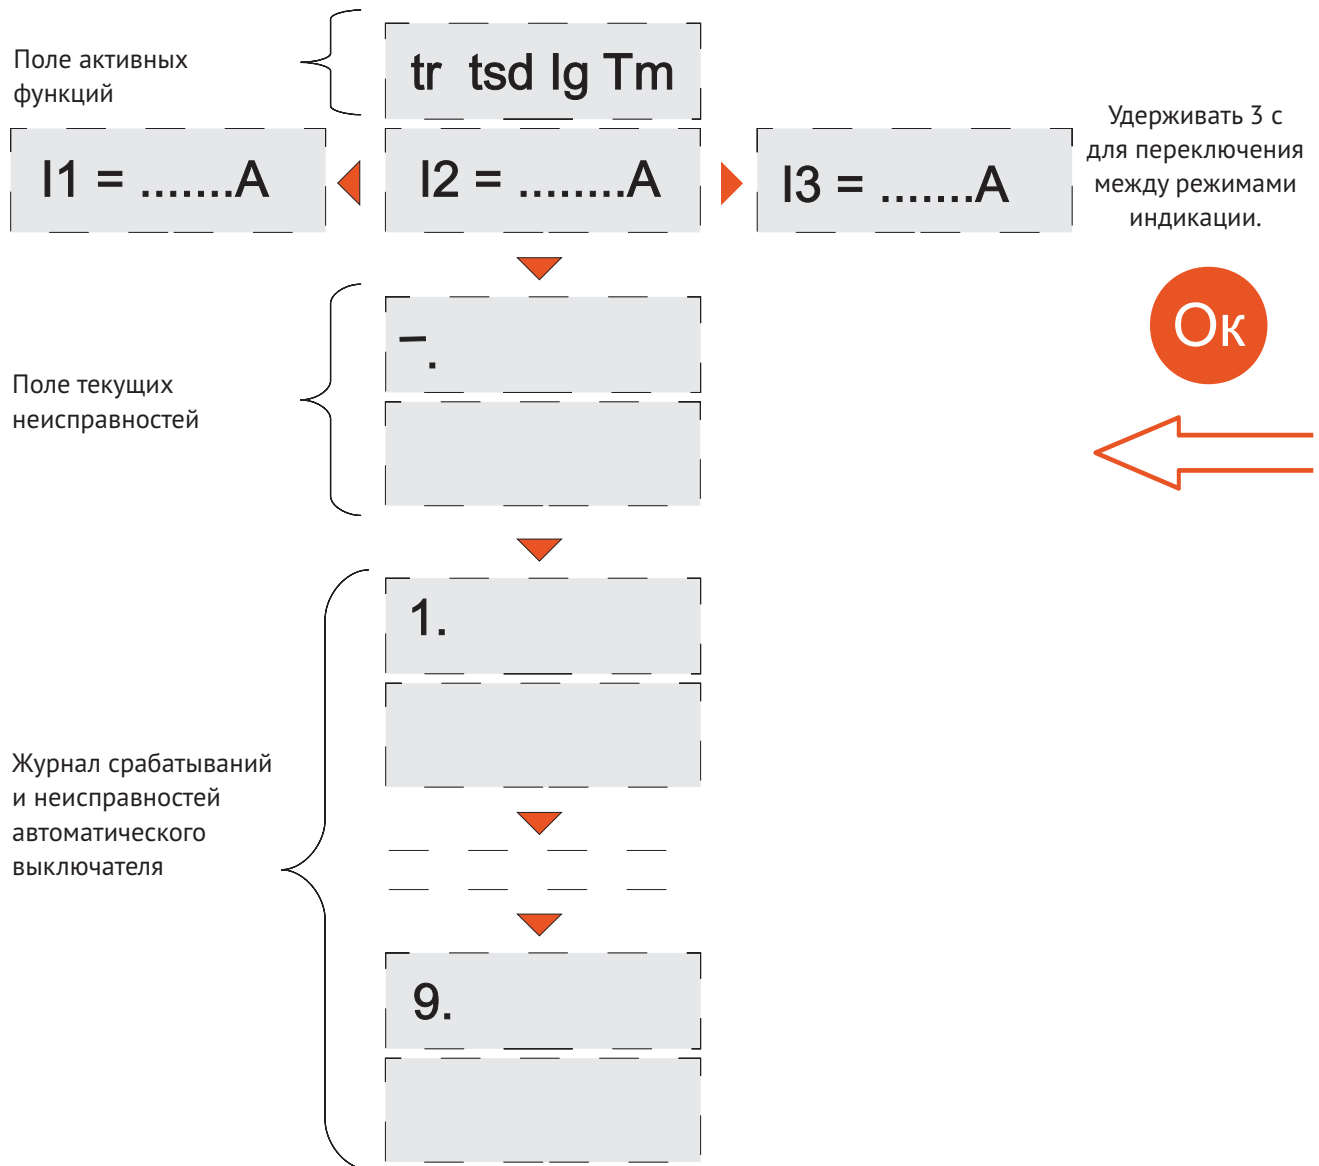 Поле активных
функций
tr tsd Ig Tm
I1 = .......A
I2 = ........A
I3 = .......A
Удерживать 3 с
для переключения
между режимами
индикации.
Ок
Поле текущих
неисправностей
–.
1.
Журнал срабатываний
и неисправностей
автоматического
выключателя
9.